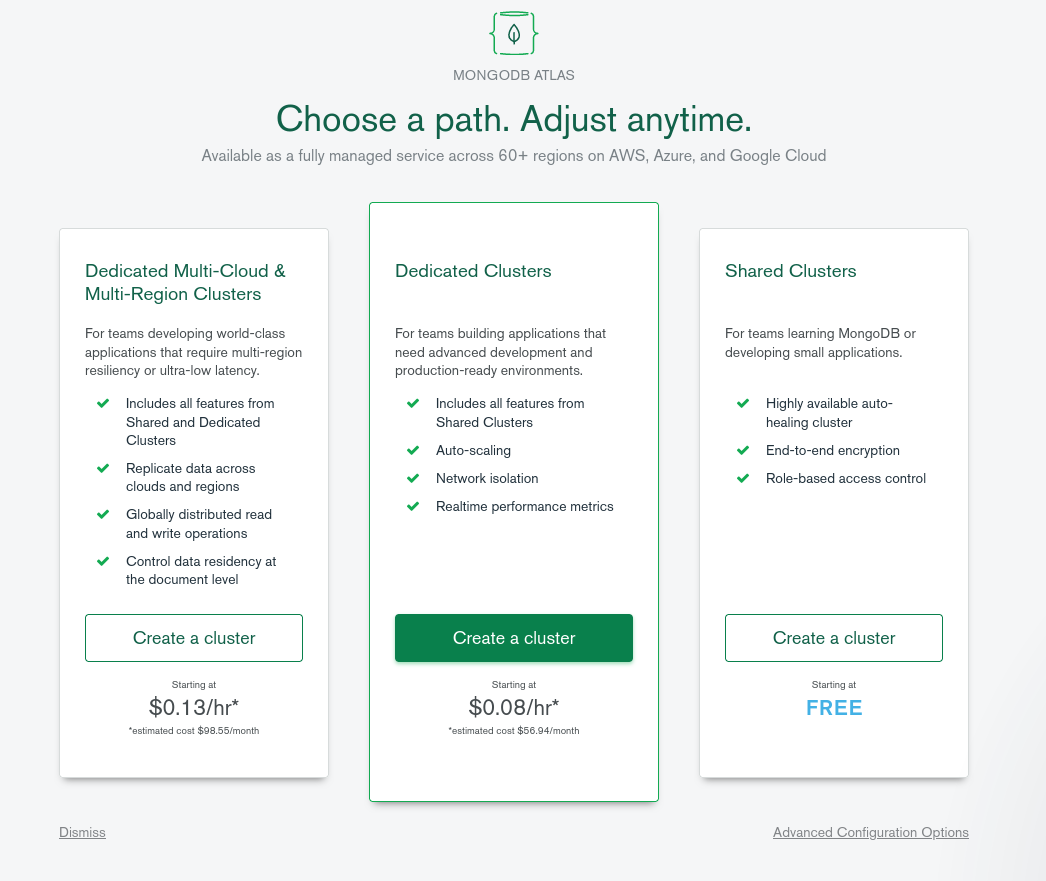 MONGODB ATLAS
Choose a path. Adjust anytime.
Available as a fully managed service across 60+ regions on AWS, Azure, and Google Cloud
Dedicated Multi-Cloud &
Multi-Region Clusters
For teams developing world-class
applications that require multi-region
resiliency or ultra-low latency.
Includes all features from
Shared and Dedicated
Clusters
Replicate data across
clouds and regions
Globally distributed read
and write operations
Control data residency at
the document level
Create a cluster
Starting at
$0.13/hr*
*estimated cost $98.55/month
Dedicated Clusters
For teams building applications that
need advanced development and
production-ready environments.
Includes all features from
Shared Clusters
Auto-scaling
Network isolation
Realtime performance metrics
Create a cluster
Starting at
$0.08/hr*
*estimated cost $56.94/month
Shared Clusters
For teams learning MongoDB or
developing small applications.
Highly available auto-
healing cluster
End-to-end encryption
Role-based access control
Create a cluster
Starting at
FREE
Dismiss
Advanced Configuration Options